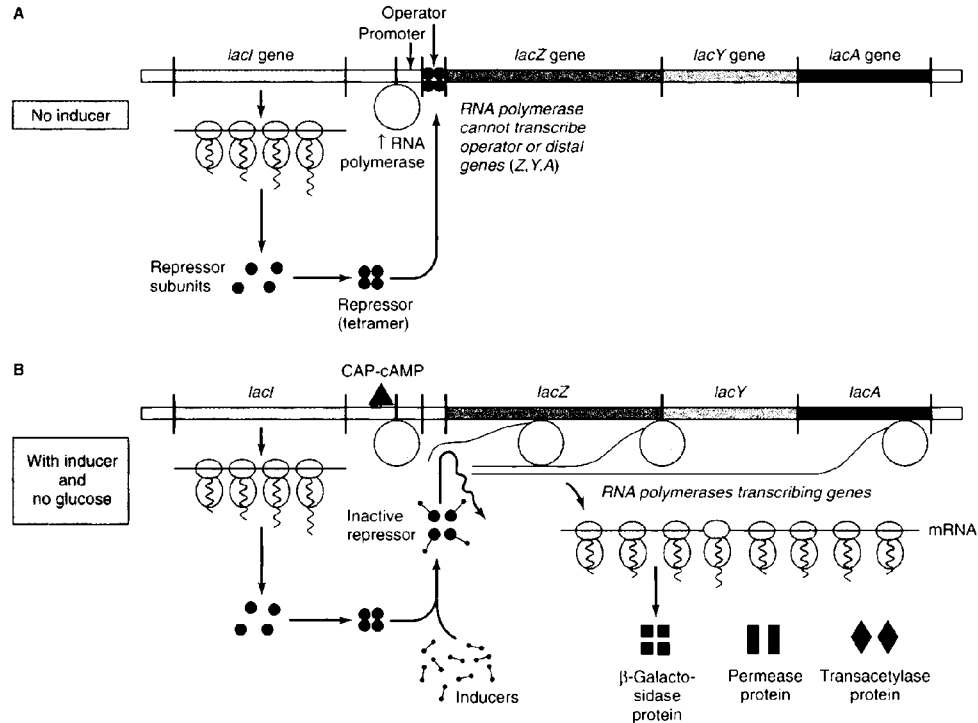 A
Operator
Promoter
lacI gene
lacZ gene
lacY gene
lacA gene
No inducer
↑ RNA
polymerase
RNA polymerase
cannot transcribe
operator or distal
genes (Z,Y,A)
Repressor
subunits
Repressor
(tetramer)
B
CAP-cAMP
lacI
lacZ
lacY
lacA
With inducer
and
no glucose
RNA polymerases transcribing genes
Inactive
repressor
mRNA
Inducers
β-Galacto-
sidase
protein
Permease
protein
Transacetylase
protein